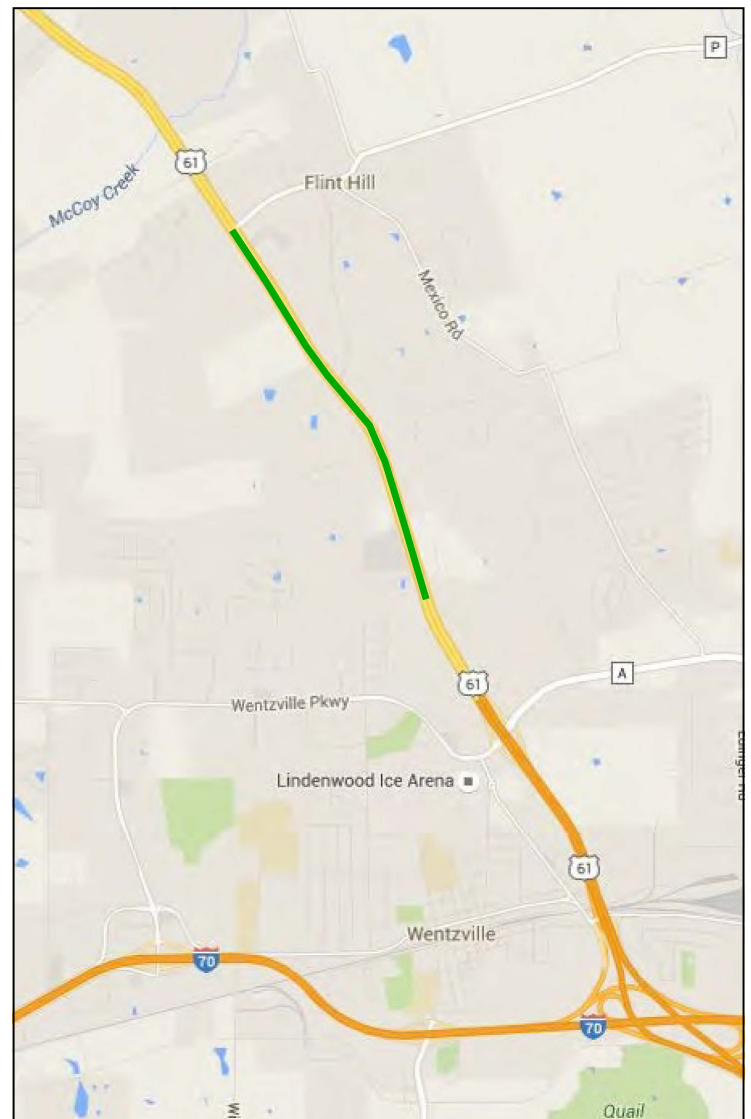 P
61
Flint Hill
McCoy Creek
Mexico Rd
61
A
Wentzville Pkwy
Lindenwood Ice Arena
61
Wentzville
70
70
Quail